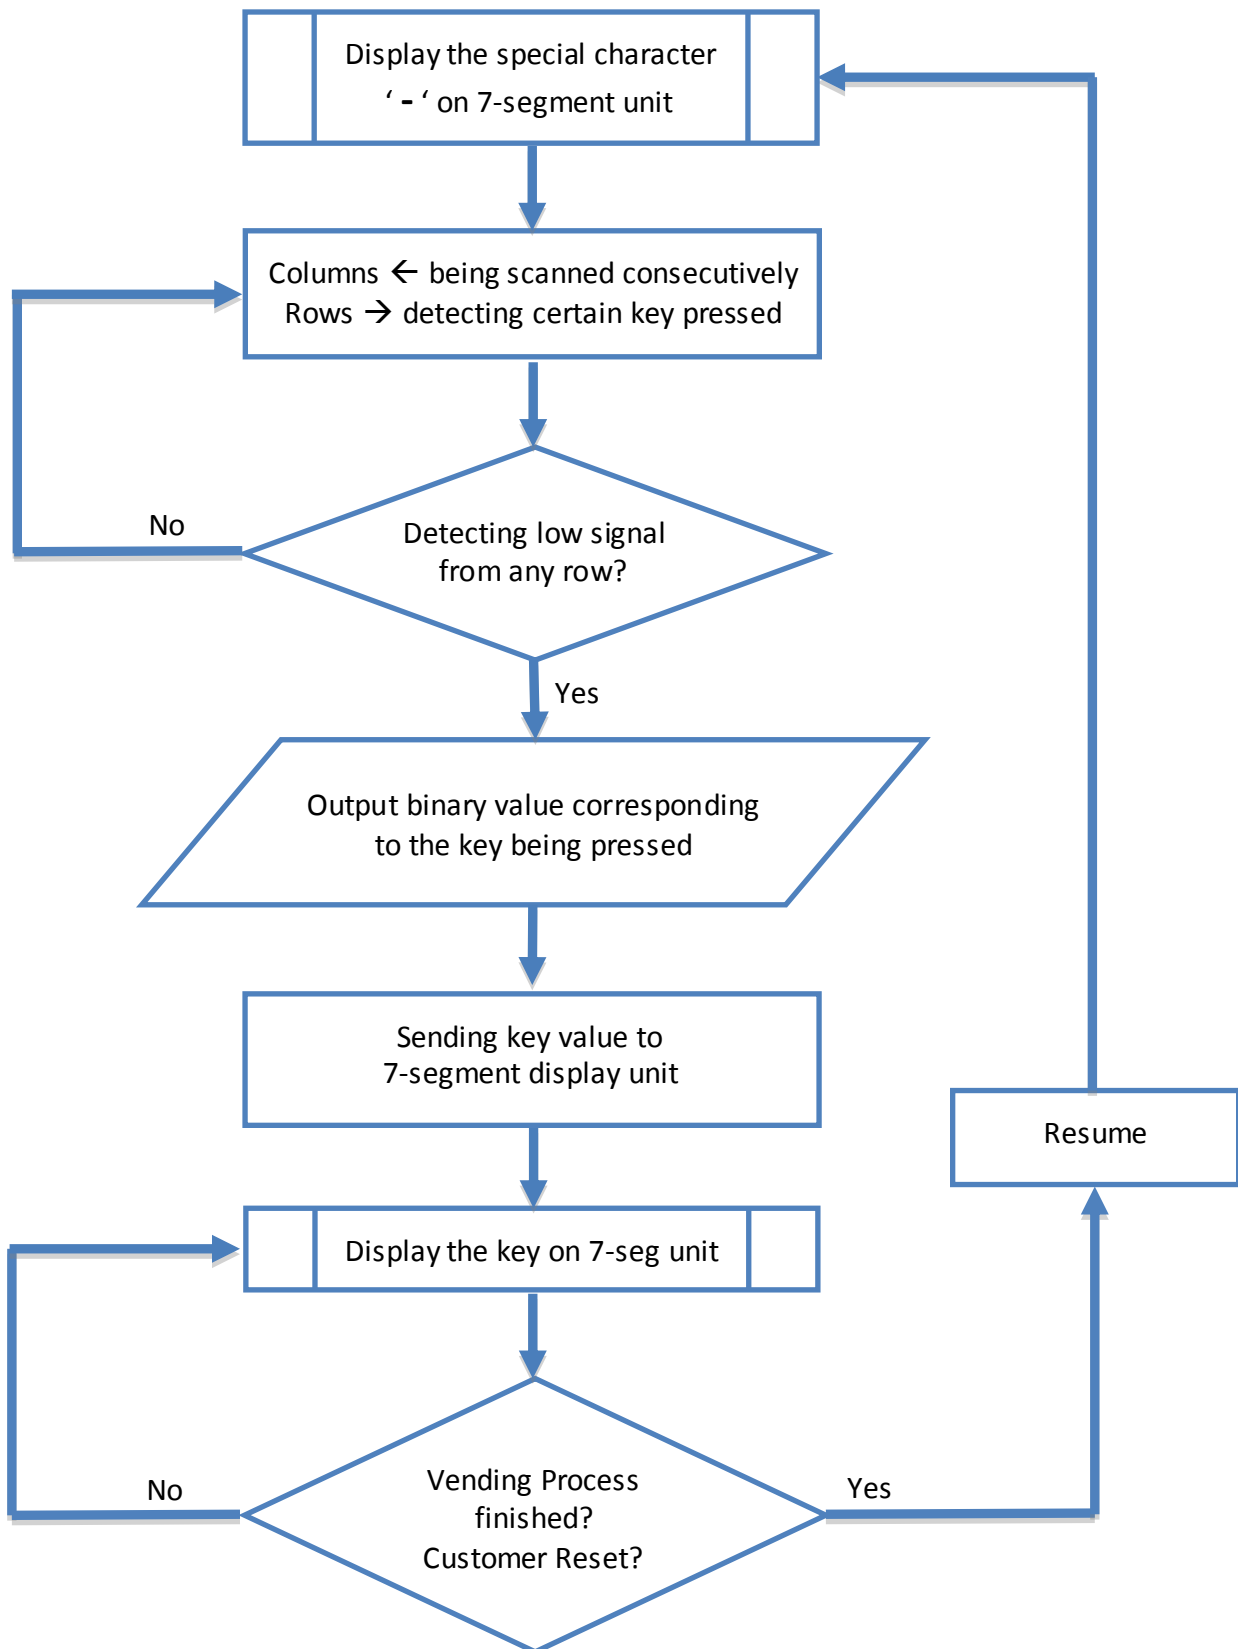 Display the special character
‘ - ‘ on 7-segment unit
Columns ← being scanned consecutively
Rows → detecting certain key pressed
No
Detecting low signal
from any row?
Yes
Output binary value corresponding
to the key being pressed
Sending key value to
7-segment display unit
Resume
Display the key on 7-seg unit
No
Vending Process
finished?
Customer Reset?
Yes